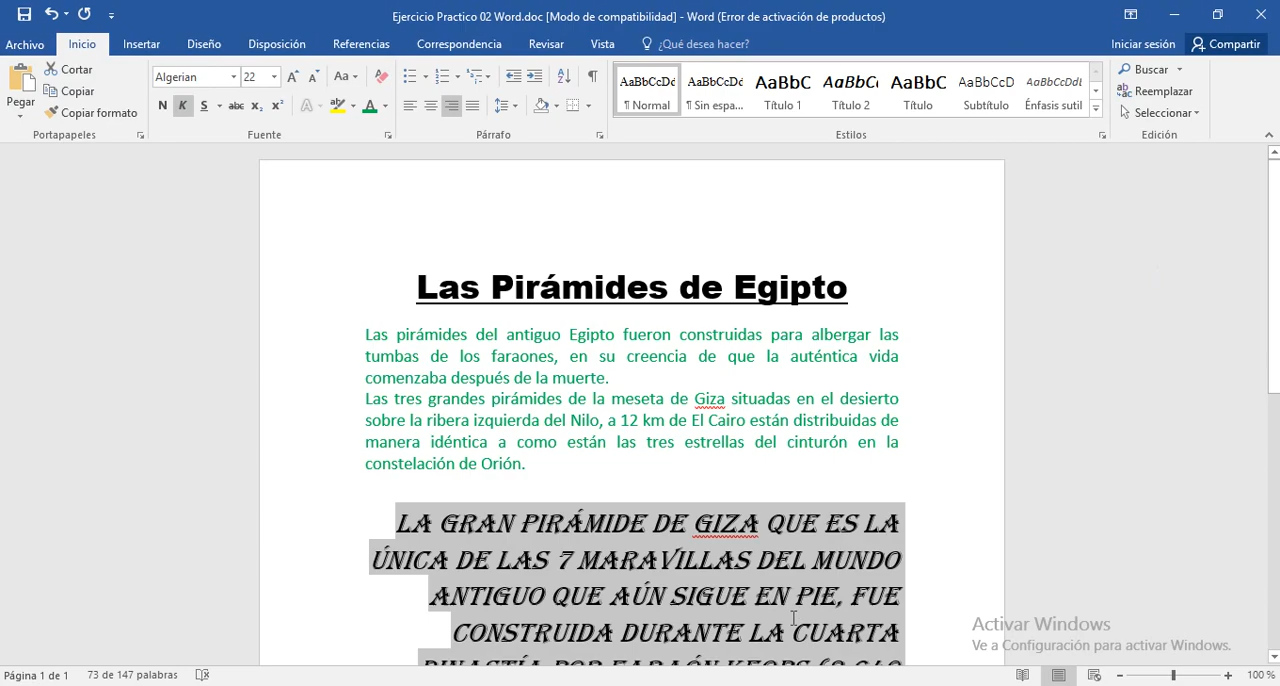 Ejercicio Practico 02 Word.doc [Modo de compatibilidad] - Word (Error de activación de productos)
Archivo Inicio Insertar Diseño Disposición Referencias Correspondencia Revisar Vista ¿Qué desea hacer? Iniciar sesión Compartir
Pegar
Cortar
Copiar
Copiar formato
Portapapeles
Algerian 22 Aa
N K S abc x₂ x² A A
Fuente
Párrafo
AaBbCcDc AaBbCcDc AaBbC AaBbC AaBbC AaBbCcD AaBbCcDdL
¶ Normal ¶ Sin espa... Título 1 Título 2 Título Subtítulo Énfasis sutil
Estilos
Buscar
Reemplazar
Seleccionar
Edición
Las Pirámides de Egipto
Las pirámides del antiguo Egipto fueron construidas para albergar las
tumbas de los faraones, en su creencia de que la auténtica vida
comenzaba después de la muerte.
Las tres grandes pirámides de la meseta de Giza situadas en el desierto
sobre la ribera izquierda del Nilo, a 12 km de El Cairo están distribuidas de
manera idéntica a como están las tres estrellas del cinturón en la
constelación de Orión.
LA GRAN PIRÁMIDE DE GIZA QUE ES LA
ÚNICA DE LAS 7 MARAVILLAS DEL MUNDO
ANTIGUO QUE AÚN SIGUE EN PIE, FUE
CONSTRUIDA DURANTE LA CUARTA
DINASTÍA POR FARAÓN KEOPS
Activar Windows
Ve a Configuración para activar Windows.
Página 1 de 1 73 de 147 palabras 100 %